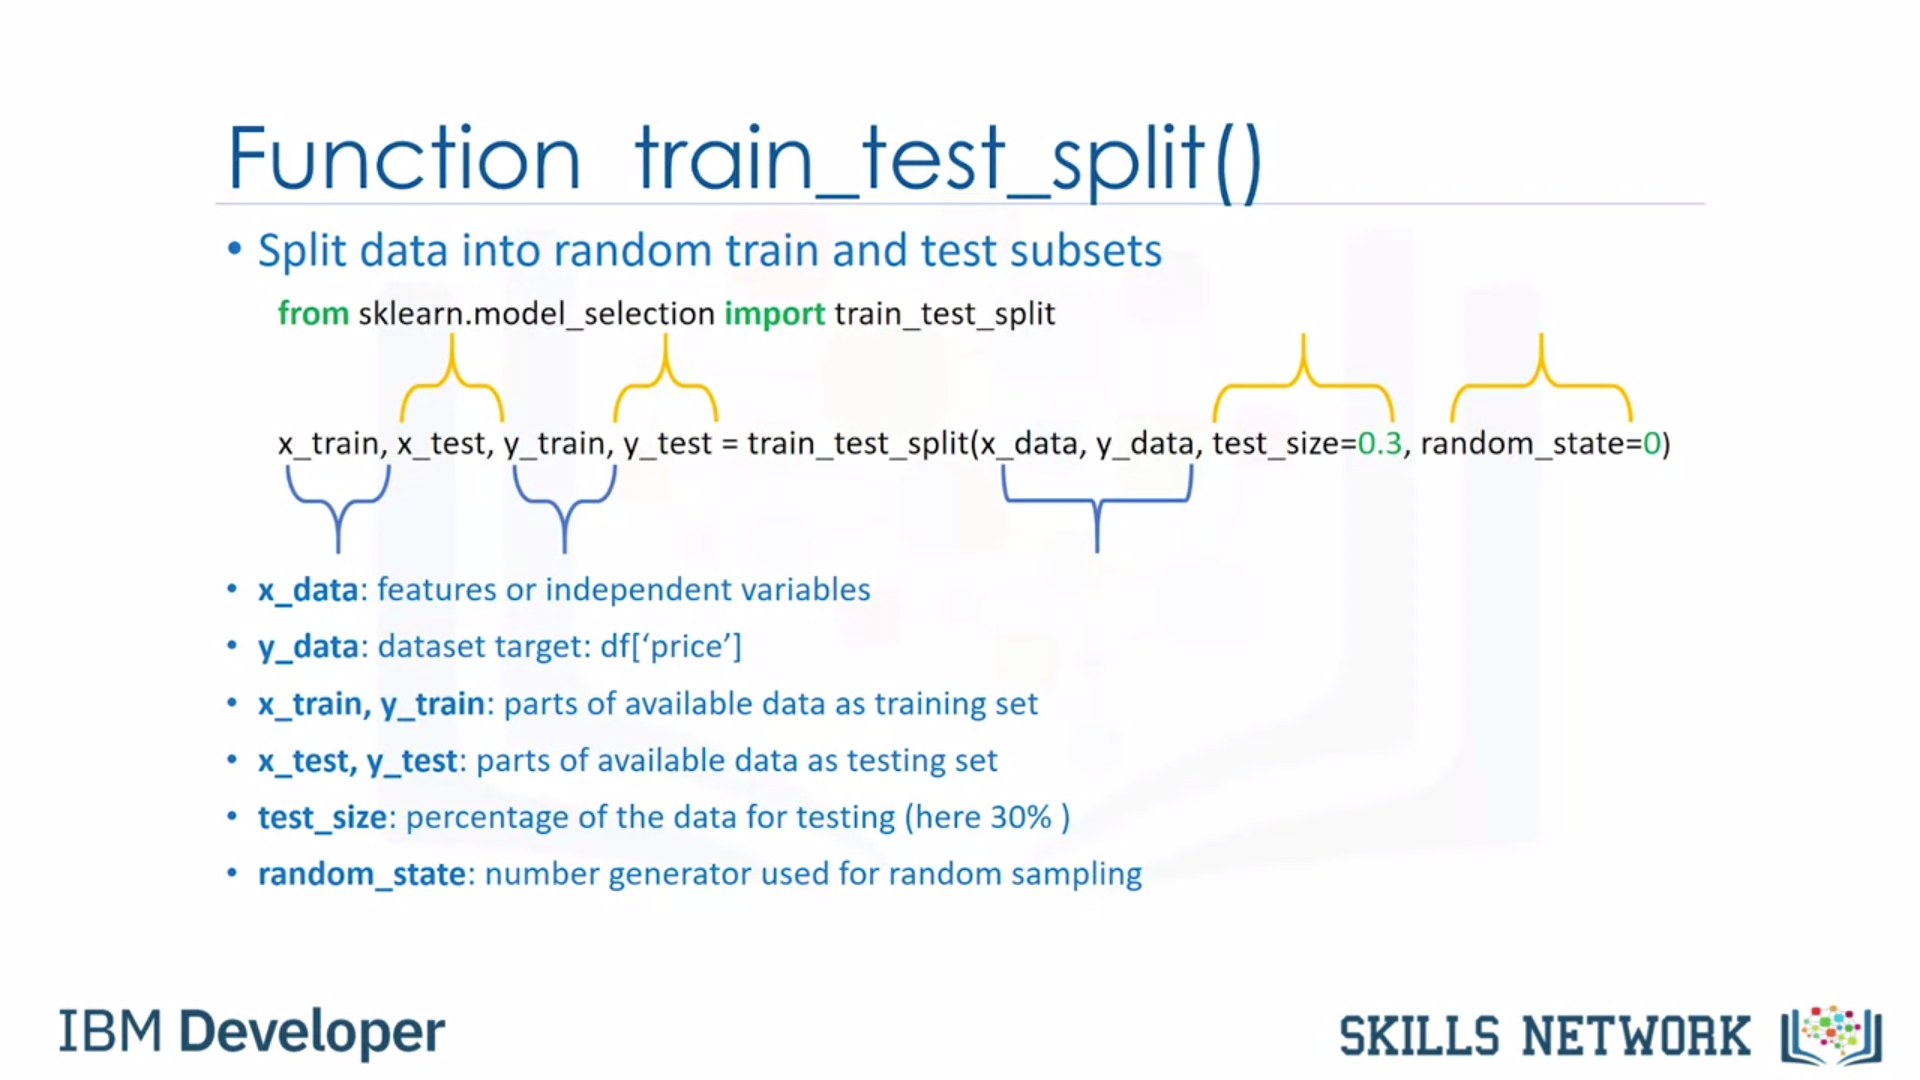 Function train_test_split()
• Split data into random train and test subsets
from sklearn.model_selection import train_test_split
x_train, x_test, y_train, y_test = train_test_split(x_data, y_data, test_size=0.3, random_state=0)
• x_data: features or independent variables
• y_data: dataset target: df[‘price’]
• x_train, y_train: parts of available data as training set
• x_test, y_test: parts of available data as testing set
• test_size: percentage of the data for testing (here 30% )
• random_state: number generator used for random sampling
IBM Developer
SKILLS NETWORK